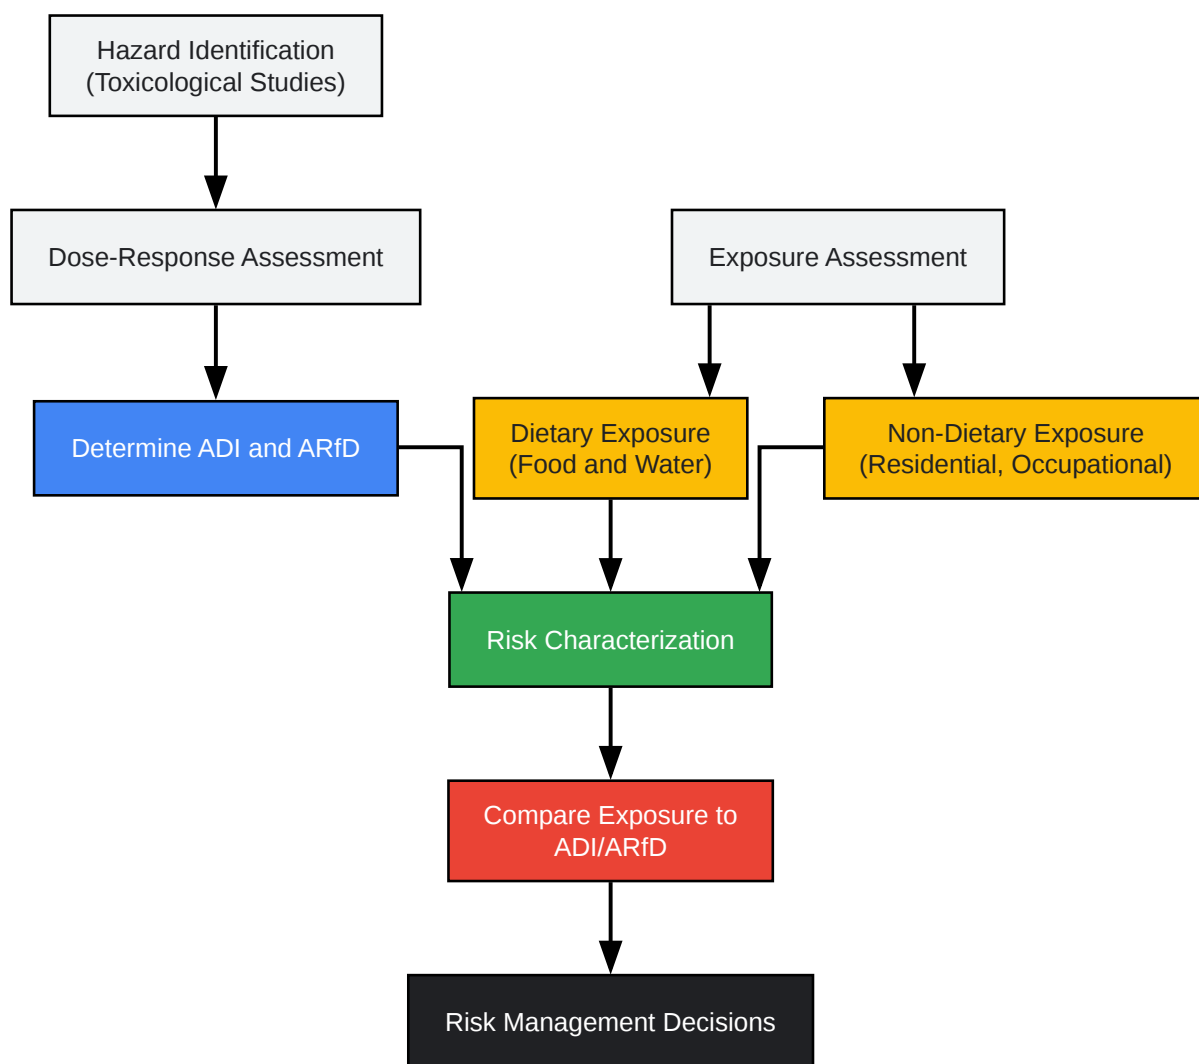 Hazard Identification
(Toxicological Studies)
Dose-Response Assessment
Exposure Assessment
Determine ADI and ARfD
Dietary Exposure
(Food and Water)
Non-Dietary Exposure
(Residential, Occupational)
Risk Characterization
Compare Exposure to
ADI/ARfD
Risk Management Decisions